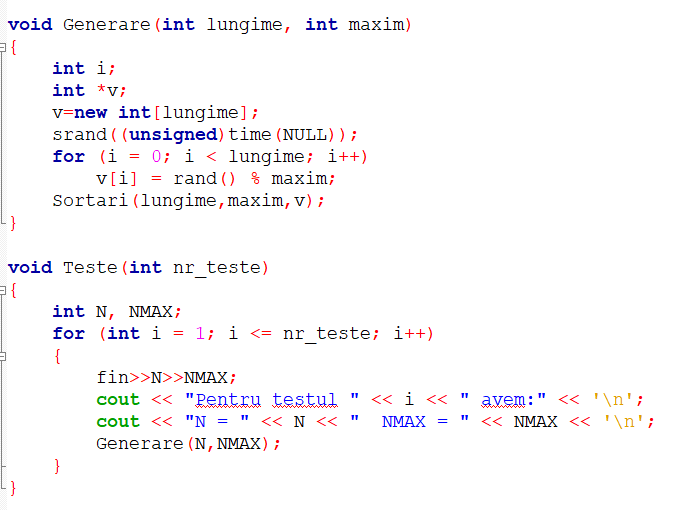 void Generare(int lungime, int maxim)
{
    int i;
    int *v;
    v=new int[lungime];
    srand((unsigned)time(NULL));
    for (i = 0; i < lungime; i++)
        v[i] = rand() % maxim;
    Sortari(lungime,maxim,v);
}
void Teste(int nr_teste)
{
    int N, NMAX;
    for (int i = 1; i <= nr_teste; i++)
    {
        fin>>N>>NMAX;
        cout << "Pentru testul " << i << " avem:" << '\n';
        cout << "N = " << N << "  NMAX = " << NMAX << '\n';
        Generare(N,NMAX);
    }
}